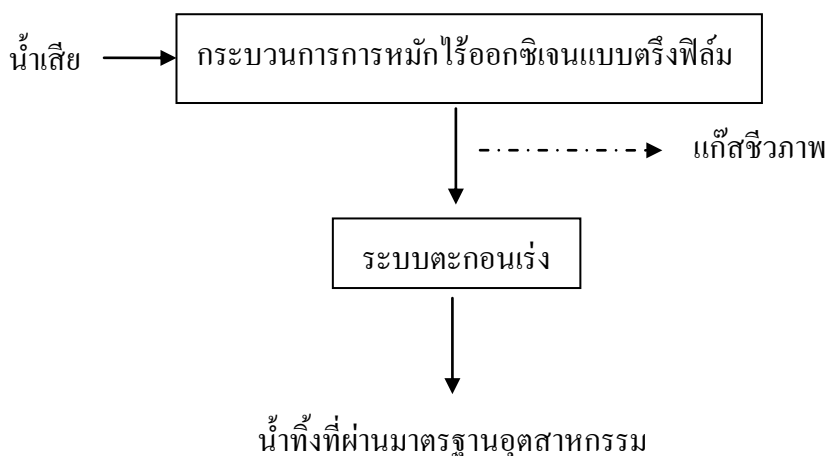 น้ำเสีย
กระบวนการการหมักไร้ออกซิเจนแบบตรึงฟิล์ม
แก๊สชีวภาพ
ระบบตะกอนเร่ง
น้ำทิ้งที่ผ่านมาตรฐานอุตสาหกรรม